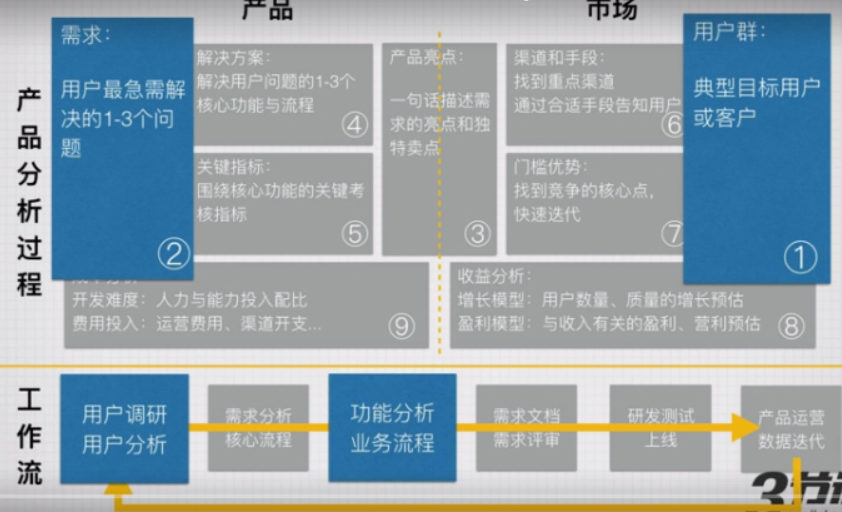 产品
市场
产品分析过程
需求：
用户最急需解
决的1-3个问
题
②
解决方案：
解决用户问题的1-3个
核心功能与流程
④
关键指标：
围绕核心功能的关键考
核指标
⑤
产品亮点：
一句话描述需
求的亮点和独
特卖点
③
渠道和手段：
找到重点渠道
通过合适手段告知用户
⑥
门槛优势：
找到竞争的核心点，
快速迭代
⑦
用户群：
典型目标用户
或客户
①
开发难度：人力与能力投入配比
费用投入：运营费用、渠道开支...
⑨
收益分析：
增长模型：用户数量、质量的增长预估
盈利模型：与收入有关的盈利、营利预估
⑧
工作流
用户调研
用户分析
需求分析
核心流程
功能分析
业务流程
需求文档
需求评审
研发测试
上线
产品运营
数据迭代